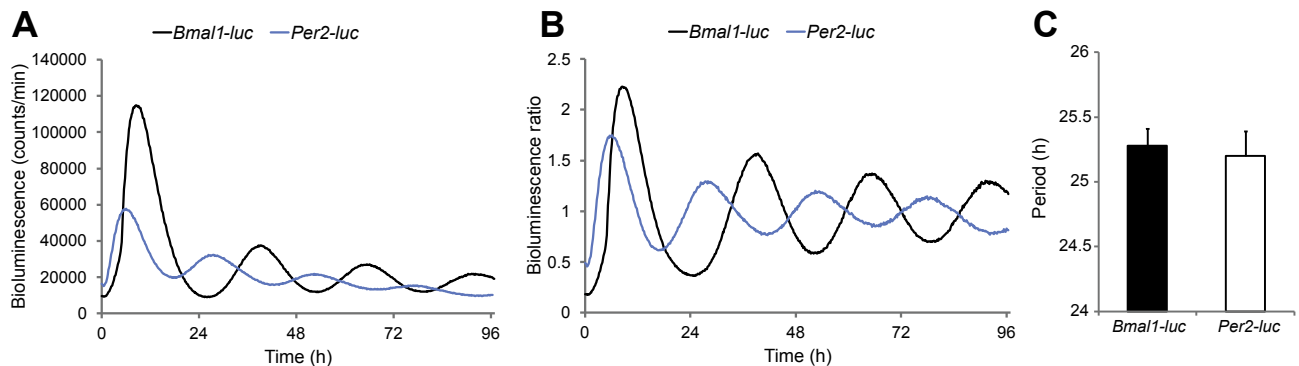 A
Bmal1-luc Per2-luc
Bioluminescence (counts/min)
140000
120000
100000
80000
60000
40000
20000
0
0 24 48 72 96
Time (h)
B
Bmal1-luc Per2-luc
Bioluminescence ratio
2.5
2
1.5
1
0.5
0
0 24 48 72 96
Time (h)
C
Period (h)
26
25.5
25
24.5
24
Bmal1-luc Per2-luc